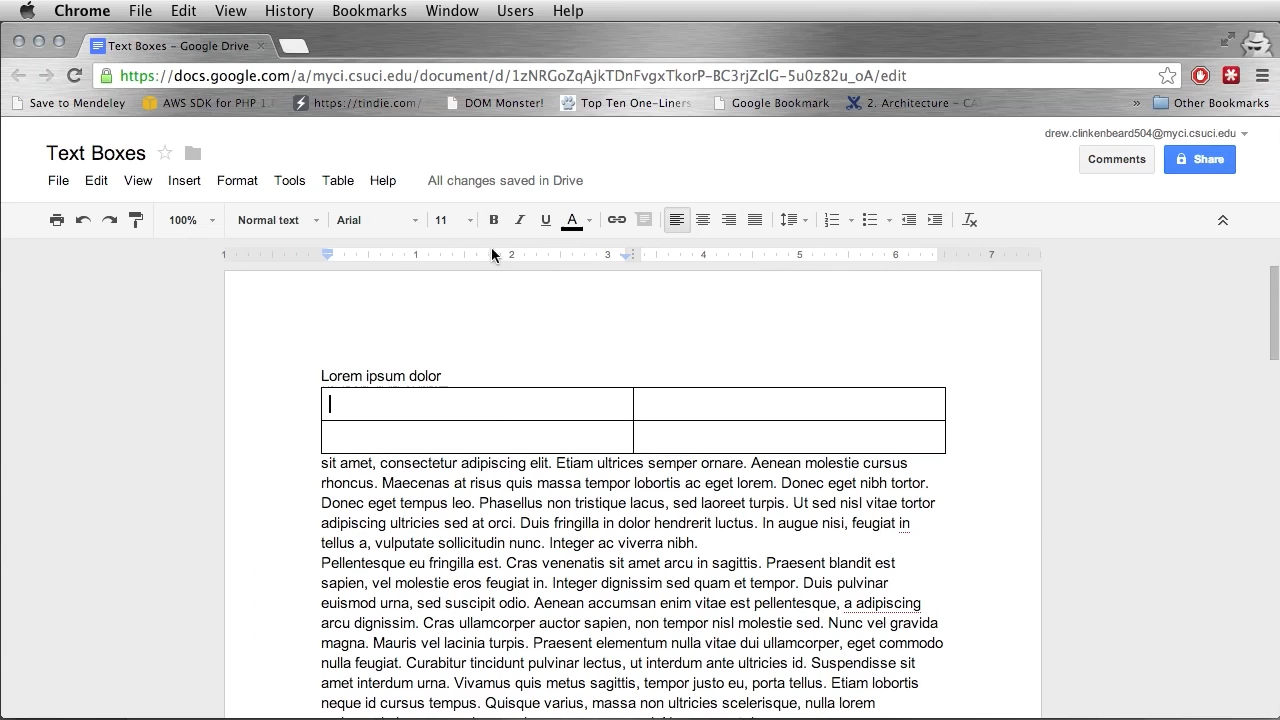 Chrome File Edit View History Bookmarks Window Users Help
Text Boxes – Google Drive
https://docs.google.com/a/myci.csuci.edu/document/d/1zNRGoZqAjkTDnFvgxTkorP-BC3rjZclG-5u0z82u_oA/edit
Save to Mendeley AWS SDK for PHP 1. https://tindie.com/ DOM Monster! Top Ten One-Liners Google Bookmark 2. Architecture – CA » Other Bookmarks
drew.clinkenbeard504@myci.csuci.edu
Text Boxes
Comments Share
File Edit View Insert Format Tools Table Help All changes saved in Drive
100% Normal text Arial 11 B I U A
1 1 2 3 4 5 6 7
Lorem ipsum dolor
sit amet, consectetur adipiscing elit. Etiam ultrices semper ornare. Aenean molestie cursus
rhoncus. Maecenas at risus quis massa tempor lobortis ac eget lorem. Donec eget nibh tortor.
Donec eget tempus leo. Phasellus non tristique lacus, sed laoreet turpis. Ut sed nisl vitae tortor
adipiscing ultricies sed at orci. Duis fringilla in dolor hendrerit luctus. In augue nisi, feugiat in
tellus a, vulputate sollicitudin nunc. Integer ac viverra nibh.
Pellentesque eu fringilla est. Cras venenatis sit amet arcu in sagittis. Praesent blandit est
sapien, vel molestie eros feugiat in. Integer dignissim sed quam et tempor. Duis pulvinar
euismod urna, sed suscipit odio. Aenean accumsan enim vitae est pellentesque, a adipiscing
arcu dignissim. Cras ullamcorper auctor sapien, non tempor nisl molestie sed. Nunc vel gravida
magna. Mauris vel lacinia turpis. Praesent elementum nulla vitae dui ullamcorper, eget commodo
nulla feugiat. Curabitur tincidunt pulvinar lectus, ut interdum ante ultricies id. Suspendisse sit
amet interdum urna. Vivamus quis metus sagittis, tempor justo eu, porta tellus. Etiam lobortis
neque id cursus tempus. Quisque varius, massa non ultricies scelerisque, nulla lorem